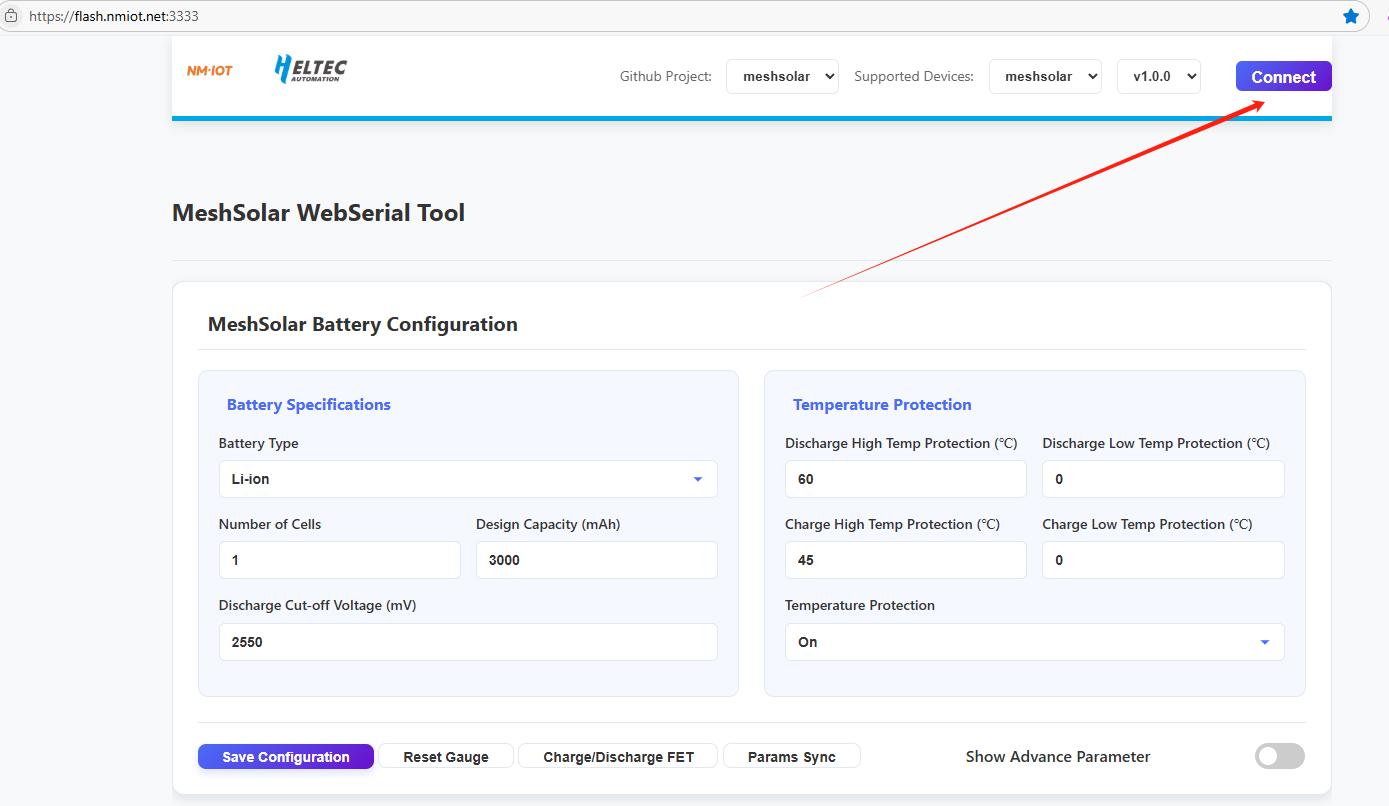 https://flash.nmiot.net:3333
NM·IOT HELTEC AUTOMATION Github Project: meshsolar Supported Devices: meshsolar v1.0.0 Connect
MeshSolar WebSerial Tool
MeshSolar Battery Configuration
Battery Specifications
Battery Type
Li-ion
Number of Cells Design Capacity (mAh)
1 3000
Discharge Cut-off Voltage (mV)
2550
Temperature Protection
Discharge High Temp Protection (℃) Discharge Low Temp Protection (℃)
60 0
Charge High Temp Protection (℃) Charge Low Temp Protection (℃)
45 0
Temperature Protection
On
Save Configuration Reset Gauge Charge/Discharge FET Params Sync Show Advance Parameter